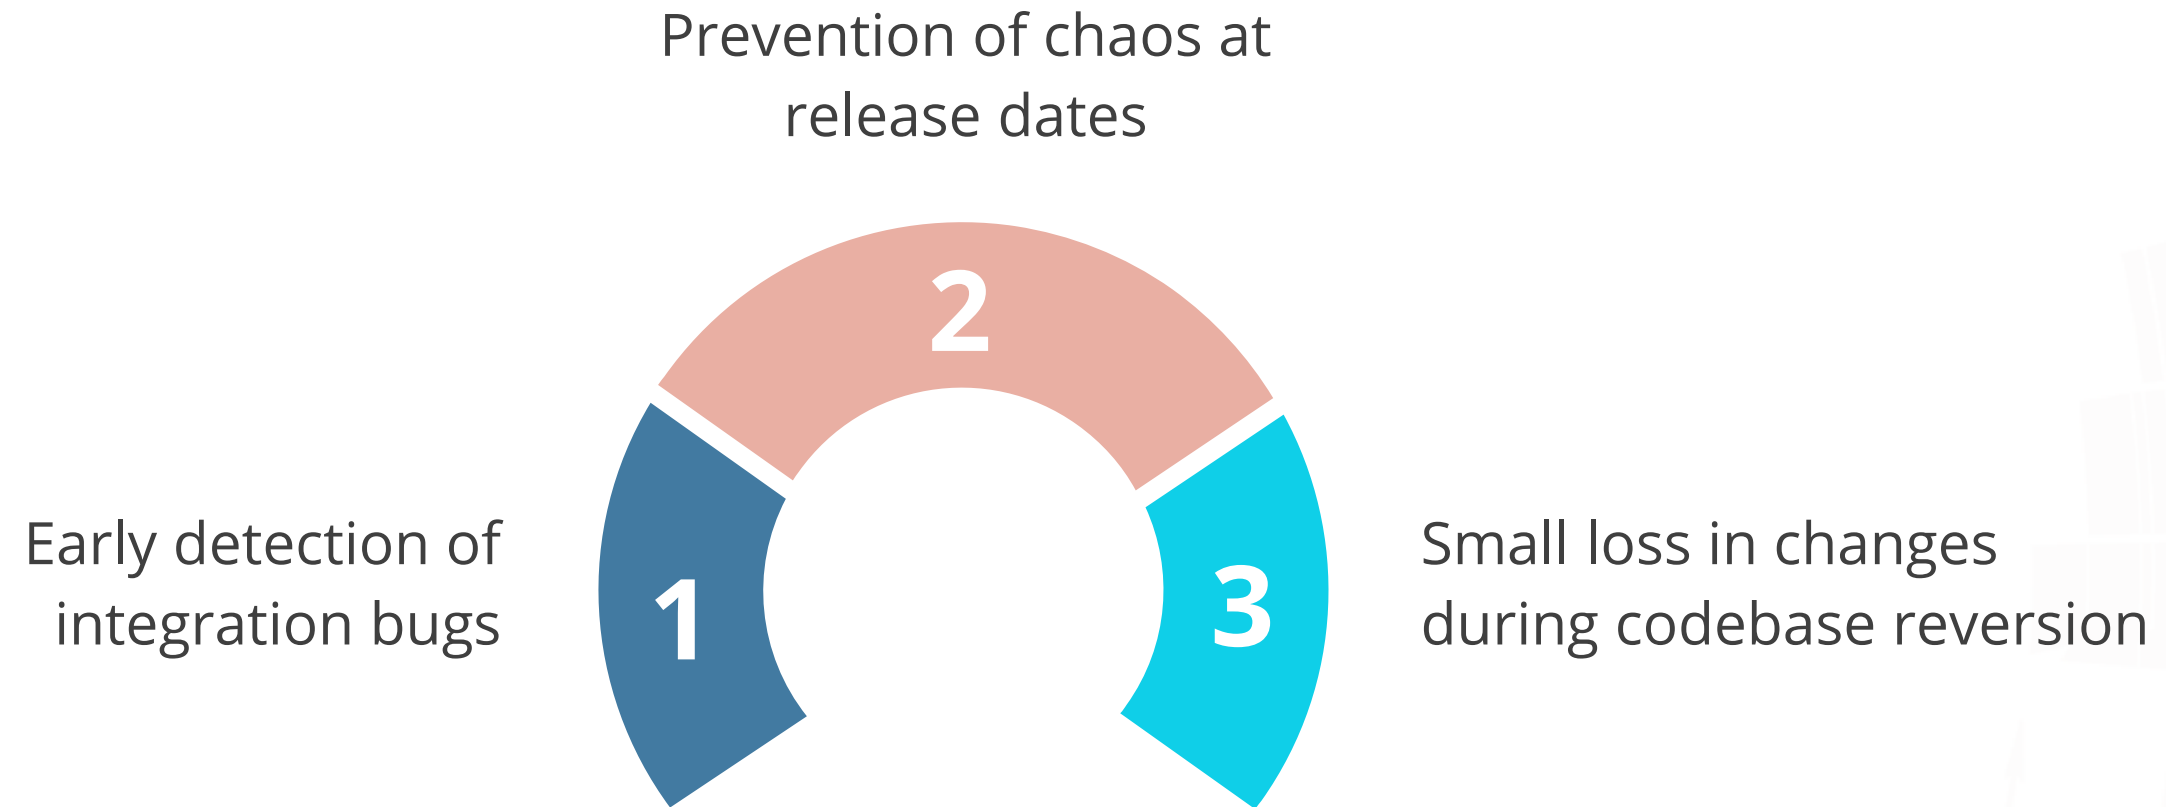 Prevention of chaos at
release dates
2
Early detection of
integration bugs
1
3
Small loss in changes
during codebase reversion